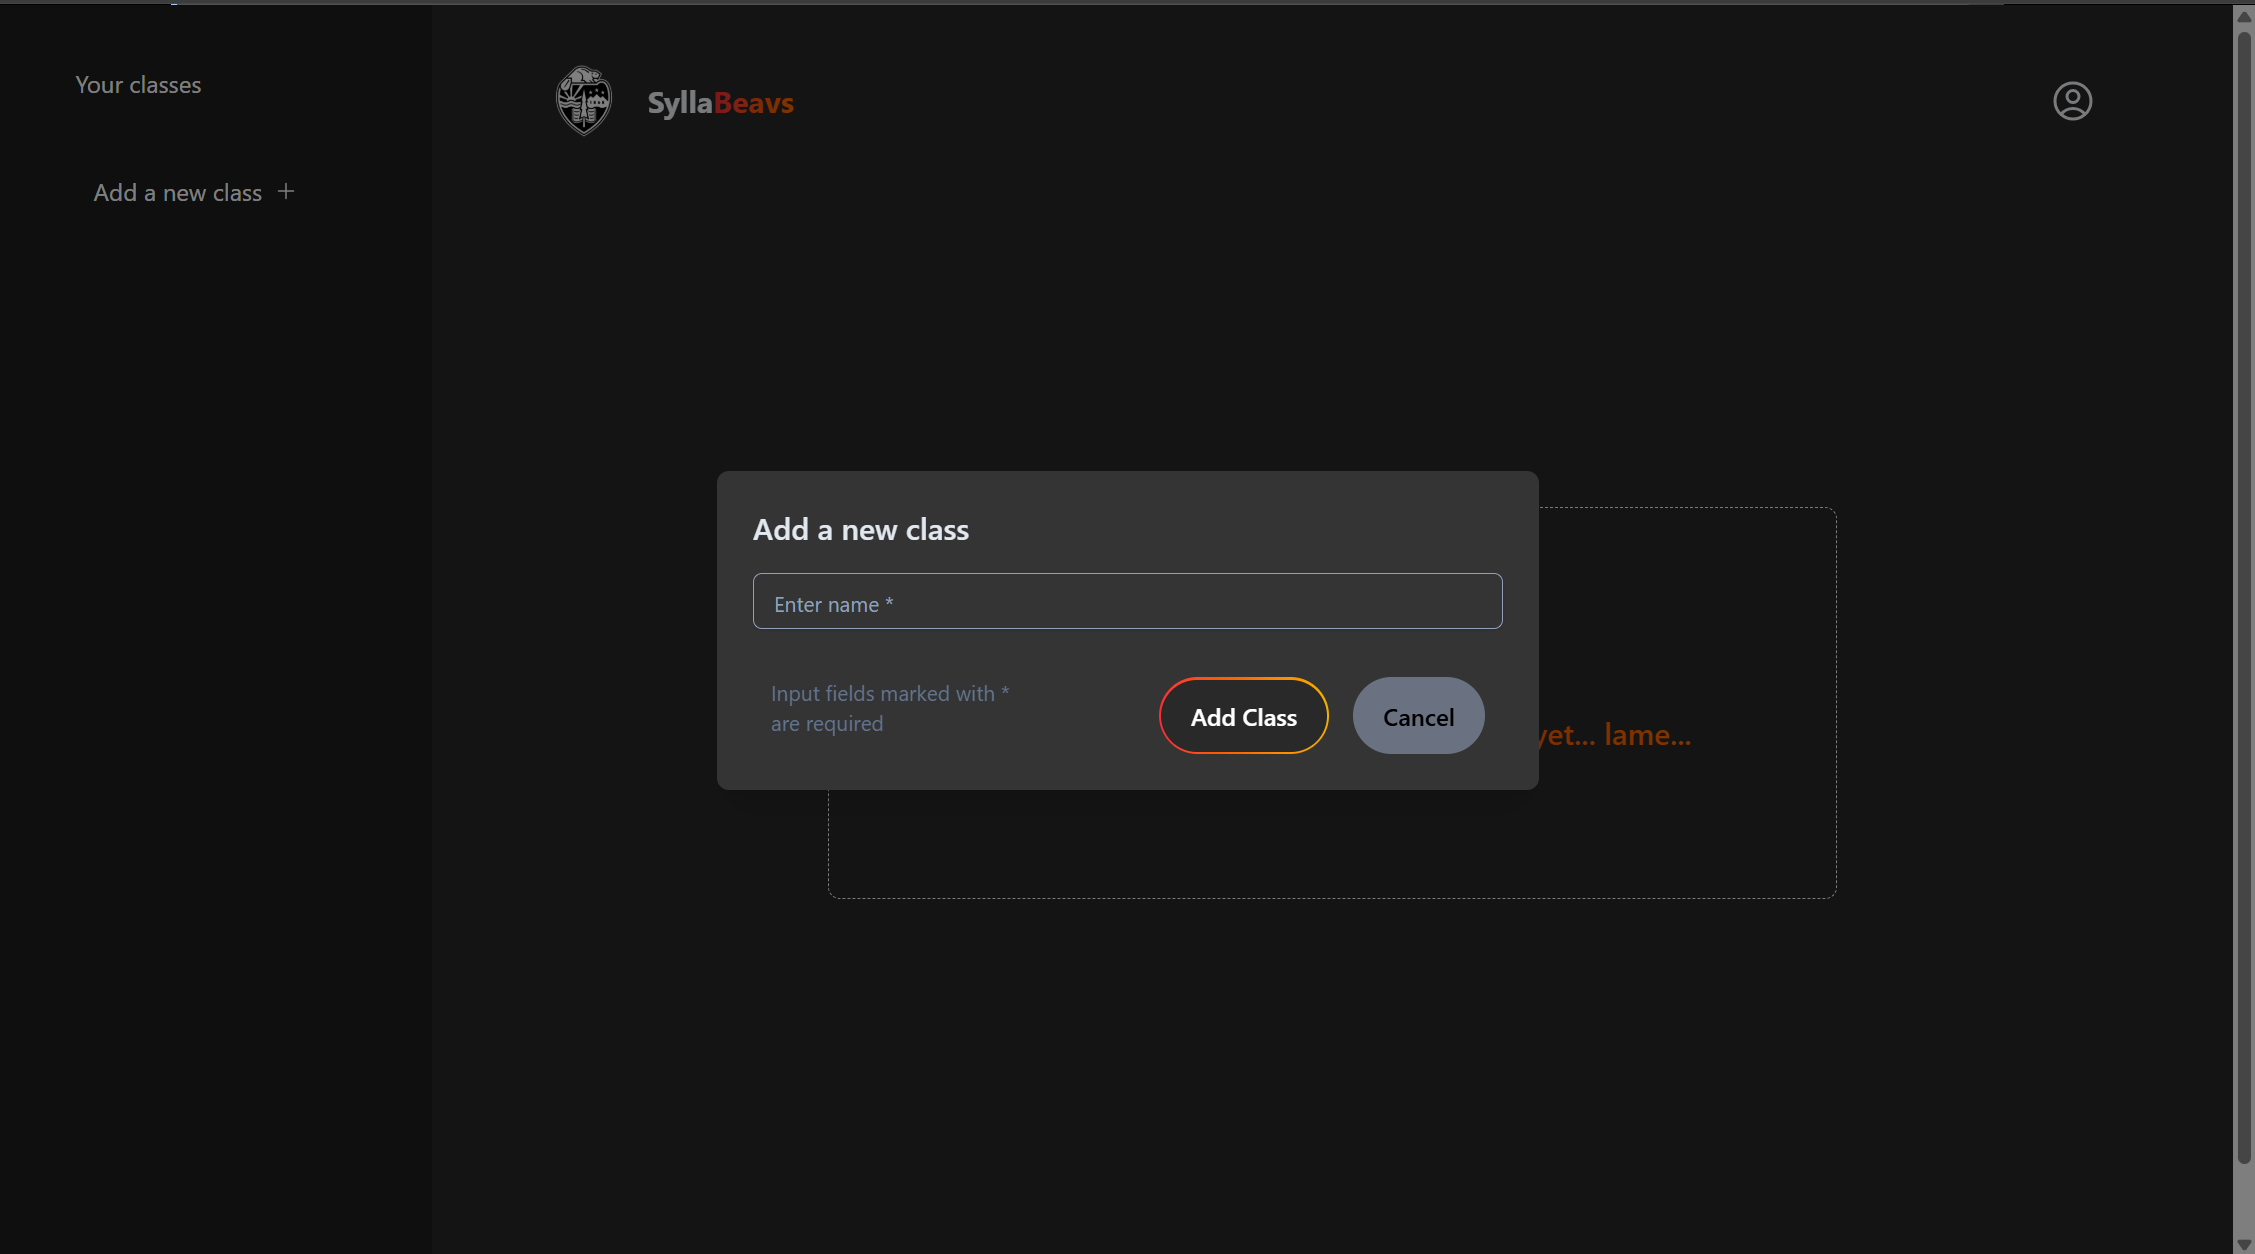 Your classes
Add a new class +
SyllaBeavs
Add a new class
Enter name *
Input fields marked with *
are required
Add Class
Cancel
yet... lame...